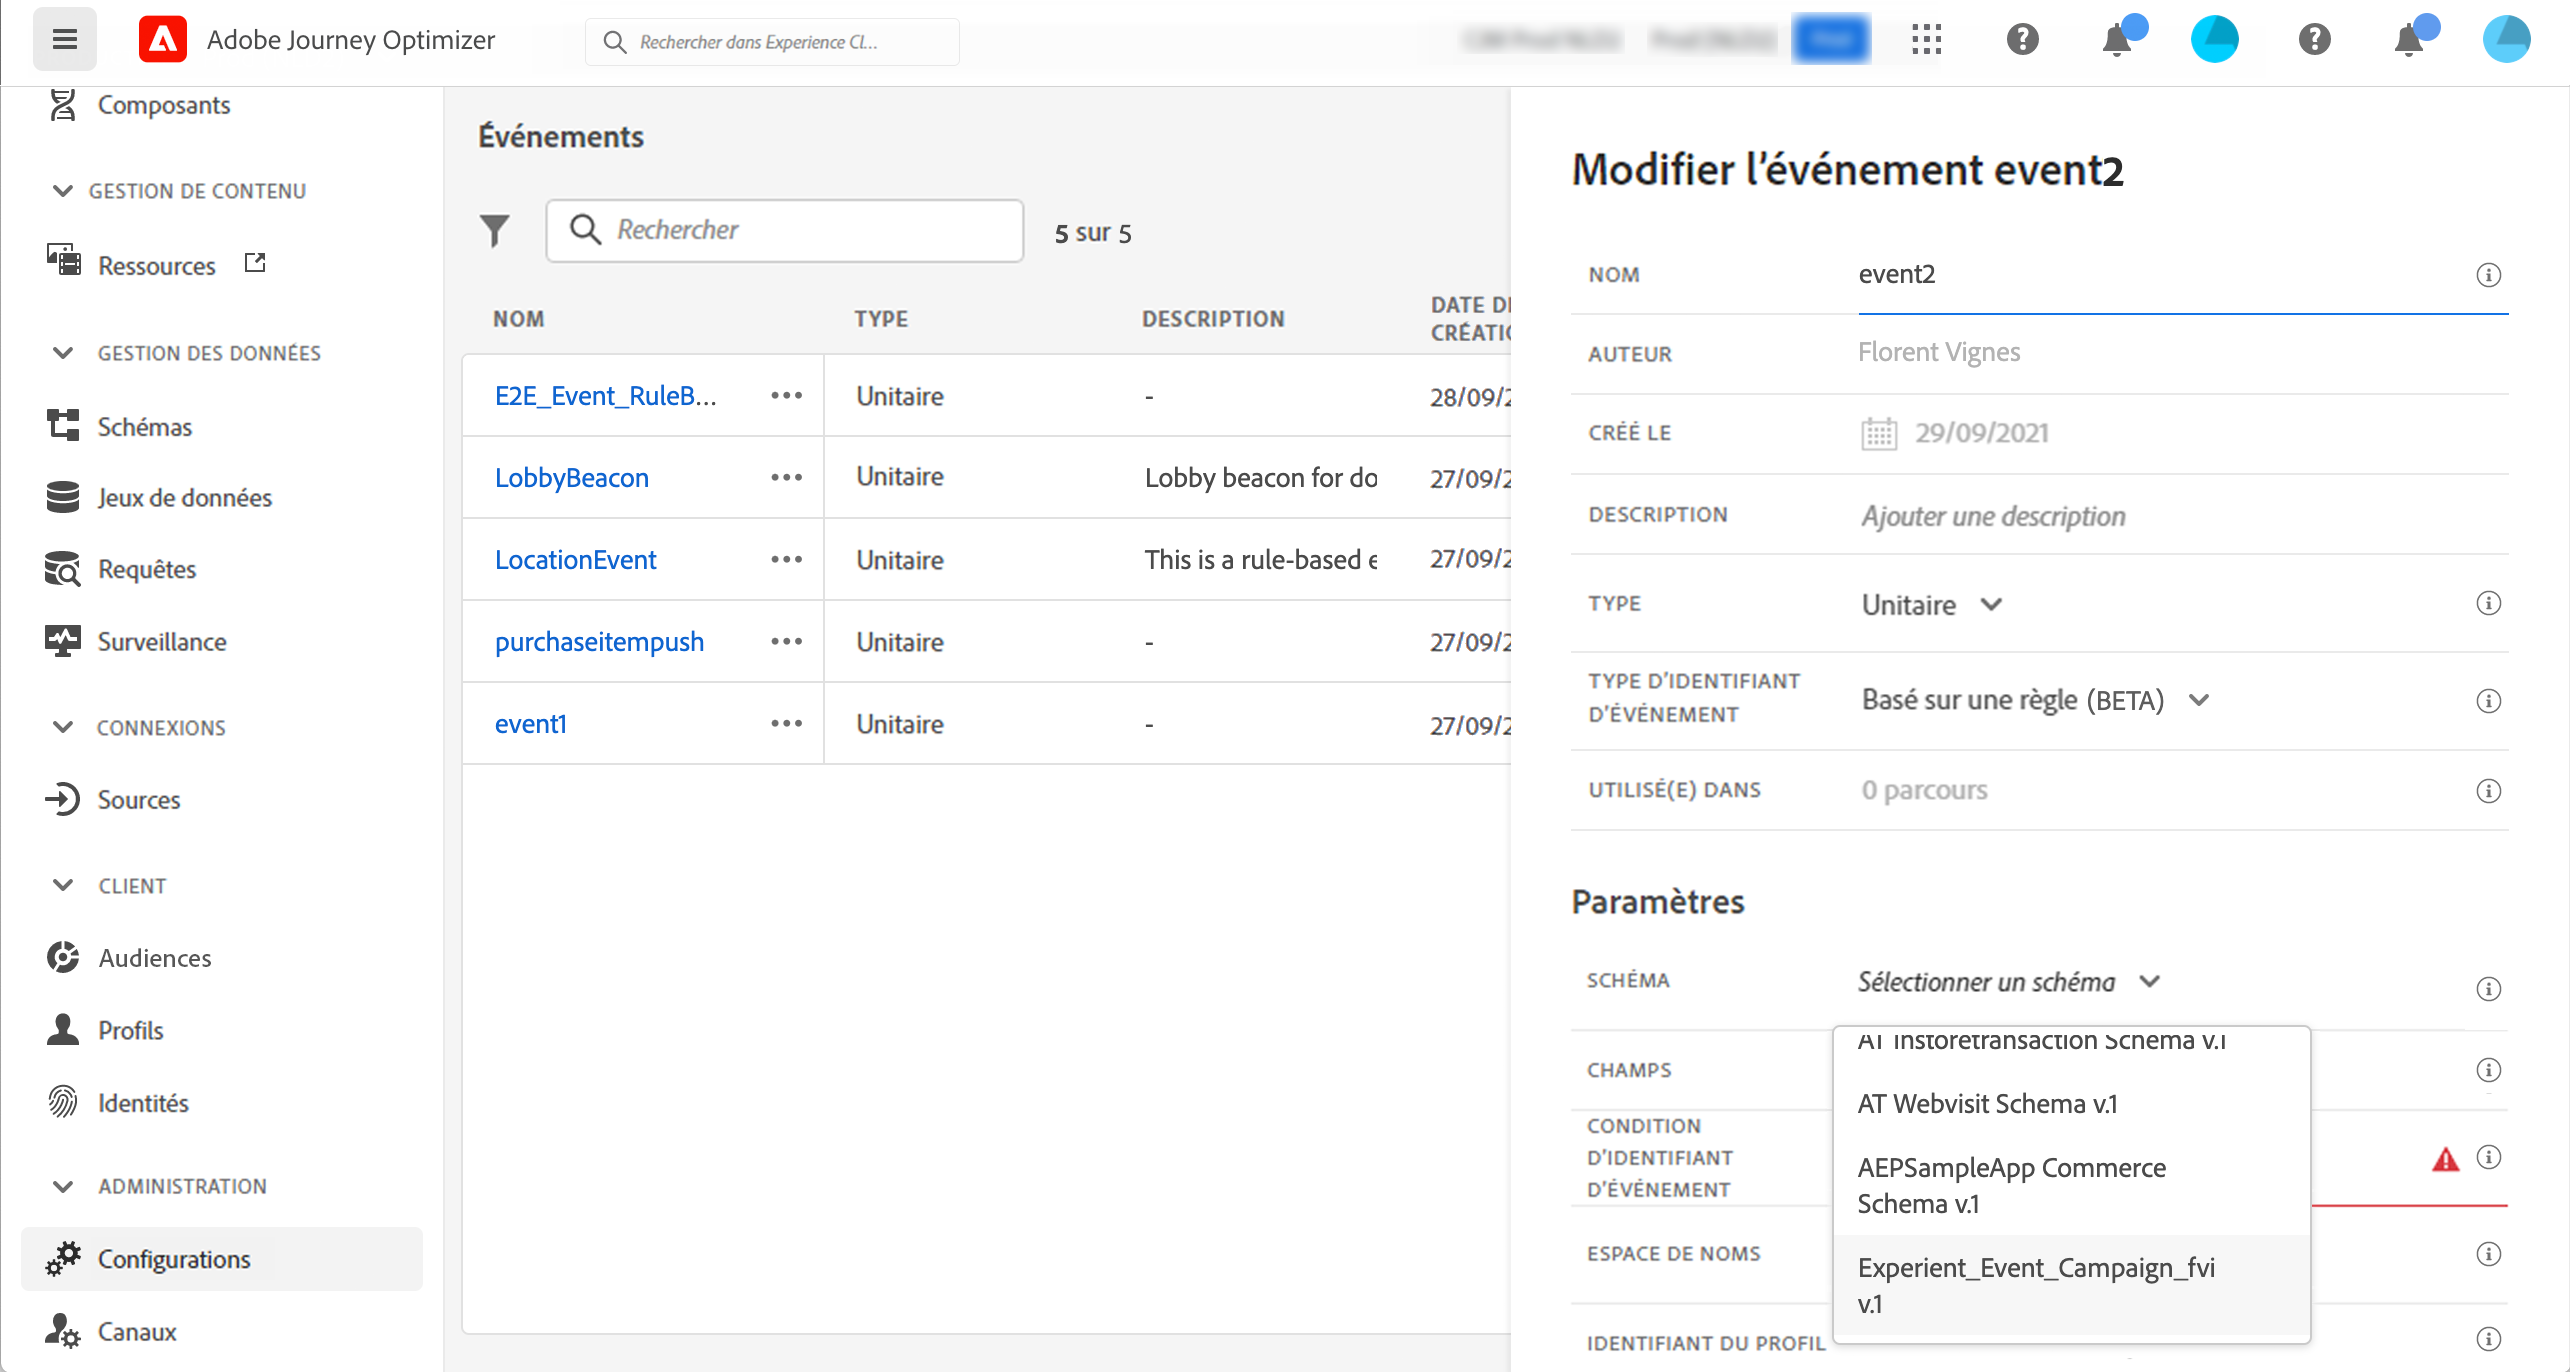 Adobe Journey Optimizer
Rechercher dans Experience Cl...
Composants
GESTION DE CONTENU
Ressources
GESTION DES DONNÉES
Schémas
Jeux de données
Requêtes
Surveillance
CONNEXIONS
Sources
CLIENT
Audiences
Profils
Identités
ADMINISTRATION
Configurations
Canaux
Événements
Rechercher
5 sur 5
NOM TYPE DESCRIPTION DATE DE CRÉATIO
E2E_Event_RuleB... Unitaire - 28/09/2
LobbyBeacon Unitaire Lobby beacon for do 27/09/2
LocationEvent Unitaire This is a rule-based e 27/09/2
purchaseitempush Unitaire - 27/09/2
event1 Unitaire - 27/09/2
Modifier l'événement event2
NOM event2
AUTEUR Florent Vignes
CRÉÉ LE 29/09/2021
DESCRIPTION Ajouter une description
TYPE Unitaire
TYPE D'IDENTIFIANT
D'ÉVÉNEMENT
Basé sur une règle (BETA)
UTILISÉ(E) DANS 0 parcours
Paramètres
SCHÉMA Sélectionner un schéma
AT Instoretransaction Schema v.1
AT Webvisit Schema v.1
AEPSampleApp Commerce
Schema v.1
Experient_Event_Campaign_fvi
v.1
CHAMPS
CONDITION
D'IDENTIFIANT
D'ÉVÉNEMENT
ESPACE DE NOMS
IDENTIFIANT DU PROFIL